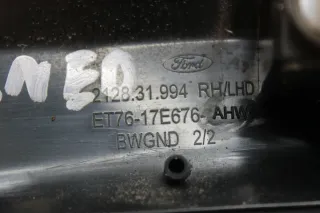 Ford
2128.31.994 RH/LHD
ET76-17E676-AHW
BWGND 2/2